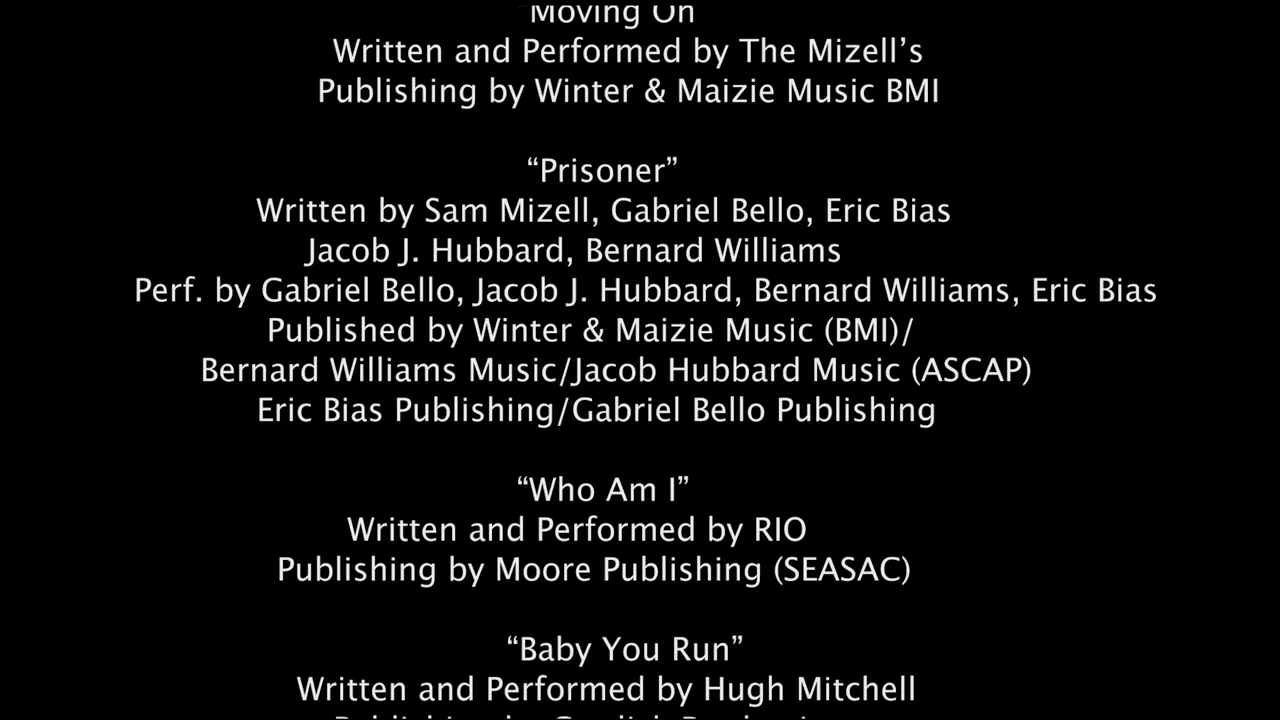 “Moving On
Written and Performed by The Mizell’s
Publishing by Winter & Maizie Music BMI
“Prisoner”
Written by Sam Mizell, Gabriel Bello, Eric Bias
Jacob J. Hubbard, Bernard Williams
Perf. by Gabriel Bello, Jacob J. Hubbard, Bernard Williams, Eric Bias
Published by Winter & Maizie Music (BMI)/
Bernard Williams Music/Jacob Hubbard Music (ASCAP)
Eric Bias Publishing/Gabriel Bello Publishing
“Who Am I”
Written and Performed by RIO
Publishing by Moore Publishing (SEASAC)
“Baby You Run”
Written and Performed by Hugh Mitchell